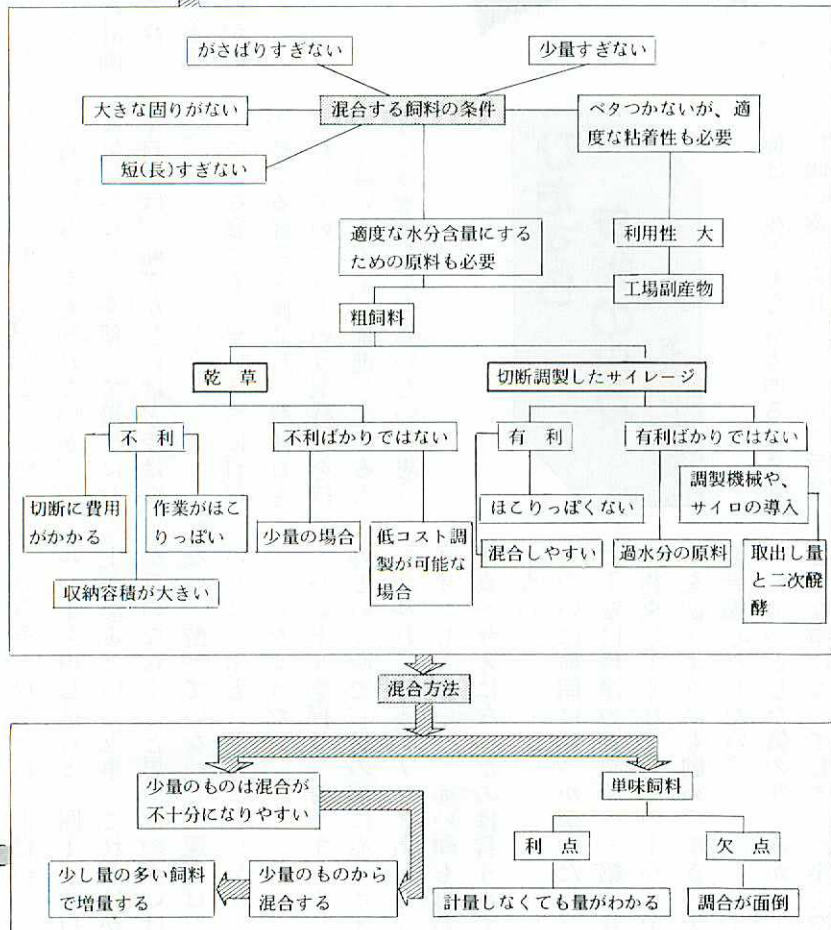 がさばりすぎない
少量すぎない
大きな固りがない
混合する飼料の条件
ベタつかないが、適
度な粘着性も必要
短(長)すぎない
適度な水分含量にする
ための原料も必要
利用性 大
工場副産物
粗飼料
乾 草
切断調製したサイレージ
不 利
不利ばかりではない
有 利
有利ばかりではない
切断に費用
がかかる
作業がほこ
りっぽい
収納容積が大きい
少量の場合
低コスト調
製が可能な
場合
ほこりっぽくない
混合しやすい
過水分の原料
調製機械や、
サイロの導入
取出し量
と二次醗
酵
混合方法
少量のものは混合が
不十分になりやすい
少量のものから
混合する
少し量の多い飼料
で増量する
単味飼料
利 点
欠 点
計量しなくても量がわかる
調合が面倒